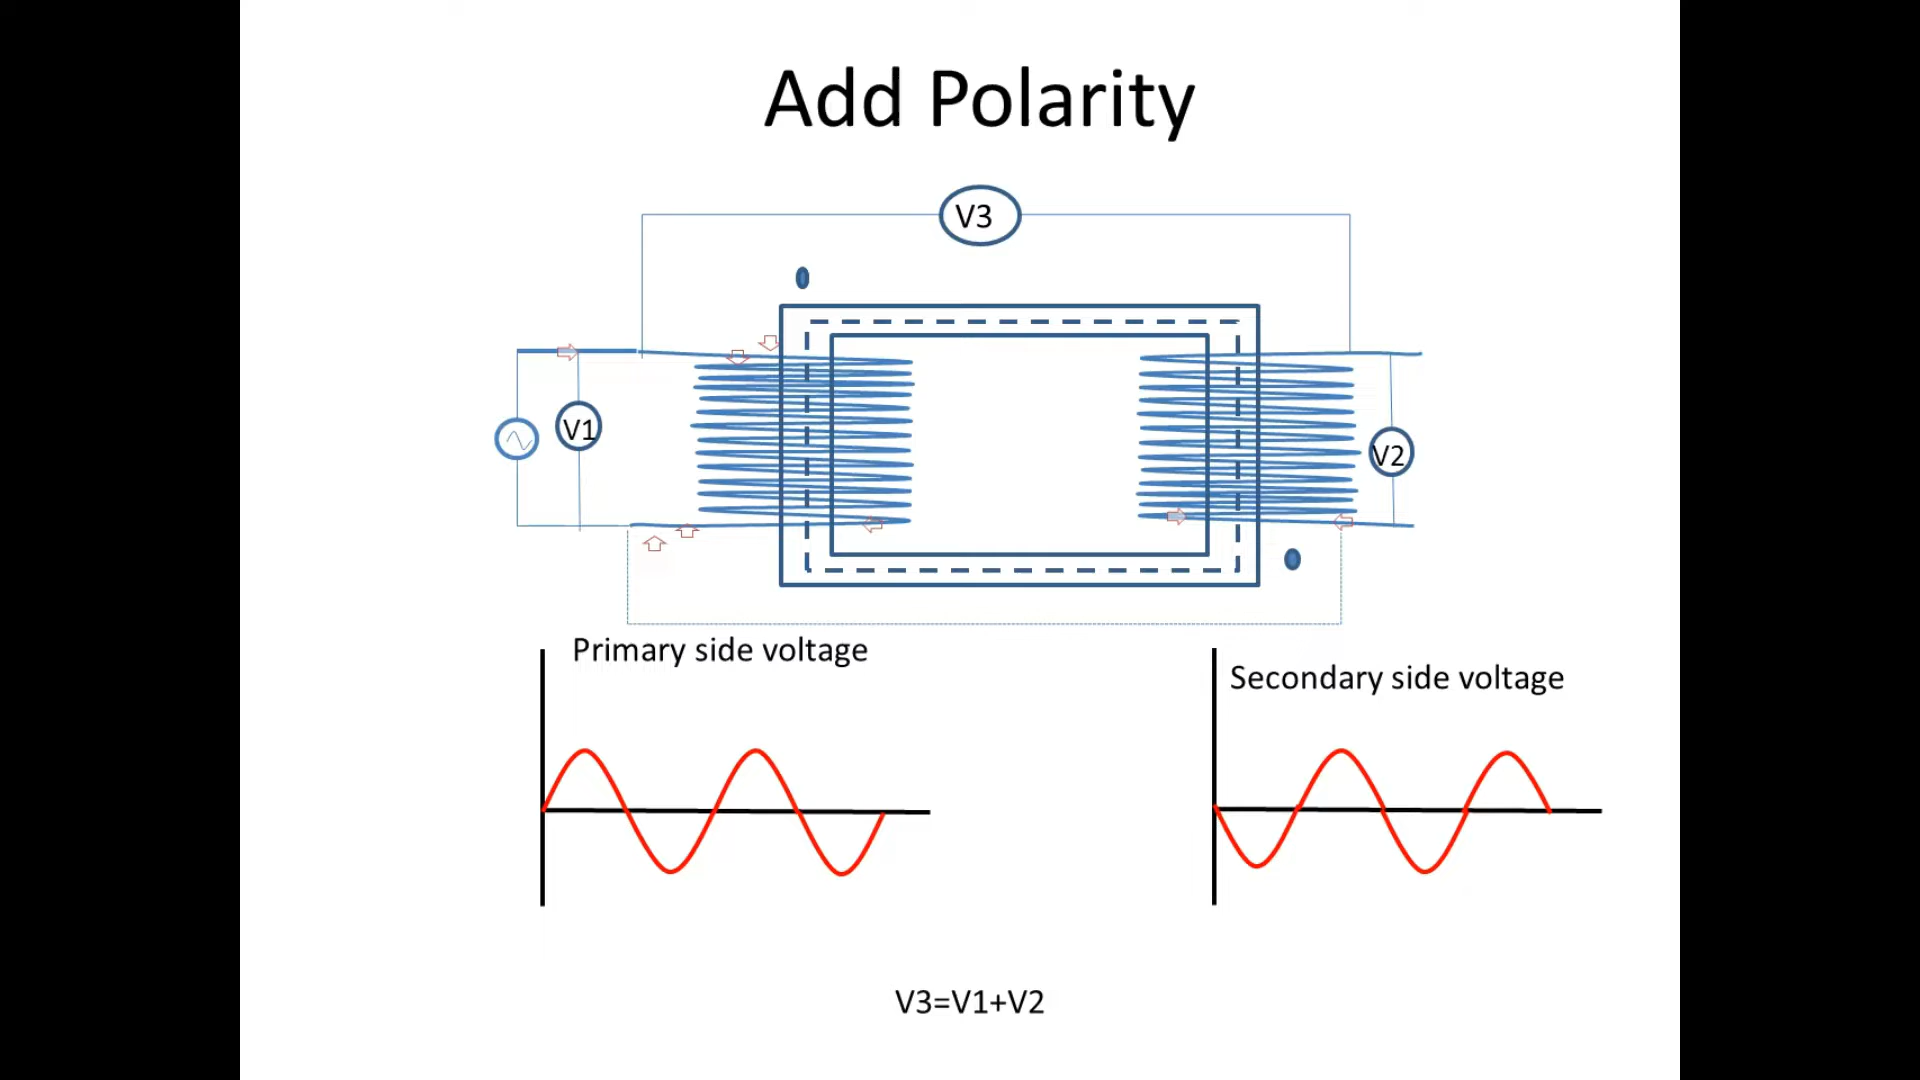 Add Polarity
V3
V1
V2
Primary side voltage
Secondary side voltage
V3=V1+V2